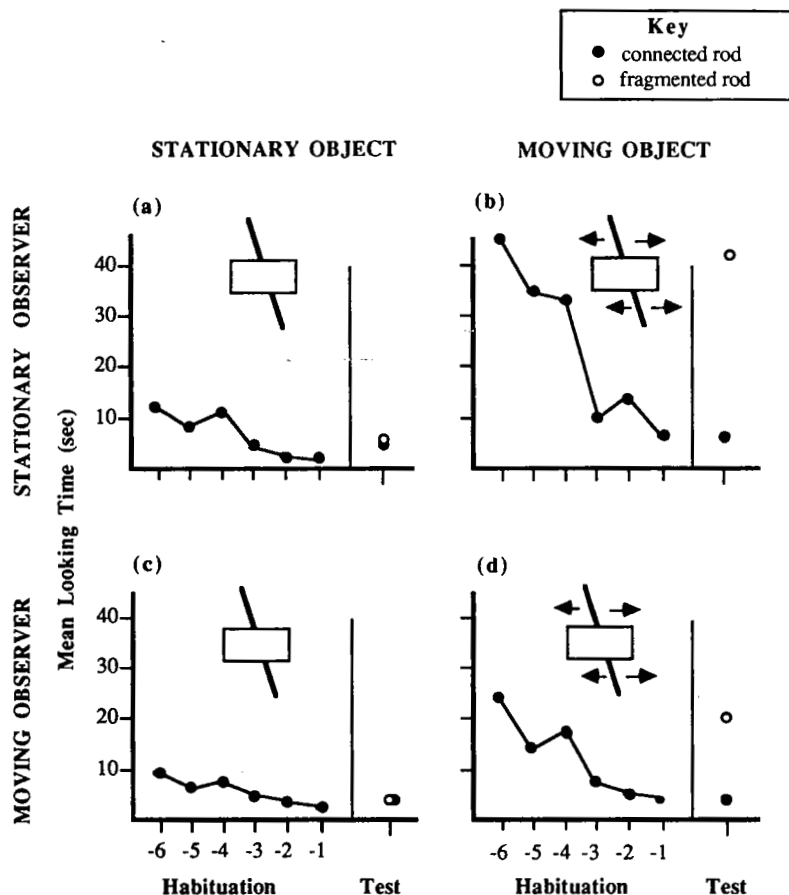 Key
connected rod
fragmented rod
STATIONARY OBJECT
MOVING OBJECT
STATIONARY OBSERVER
MOVING OBSERVER
Mean Looking Time (sec)
(a)
40
30
20
10
(b)
(c)
40
30
20
10
-6 -5 -4 -3 -2 -1
Habituation
Test
(d)
-6 -5 -4 -3 -2 -1
Habituation
Test